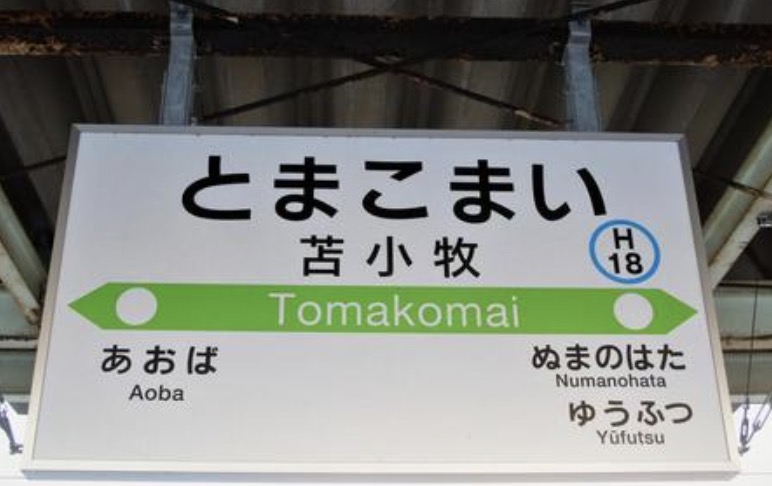 とまこまい
苫小牧
H
18
Tomakomai
あおば
Aoba
ぬまのはた
Numanohata
ゆうふつ
Yūfutsu